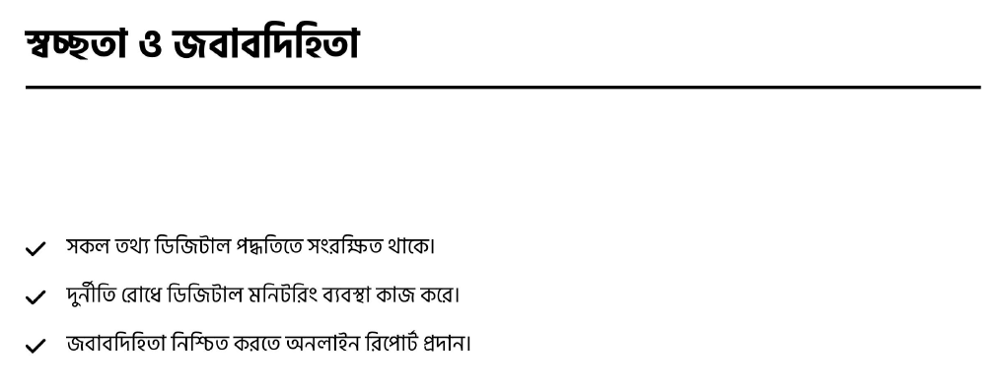 স্বচ্ছতা ও জবাবদিহিতা
সকল তথ্য ডিজিটাল পদ্ধতিতে সংরক্ষিত থাকে।
দুর্নীতি রোধে ডিজিটাল মনিটরিং ব্যবস্থা কাজ করে।
জবাবদিহিতা নিশ্চিত করতে অনলাইন রিপোর্ট প্রদান।